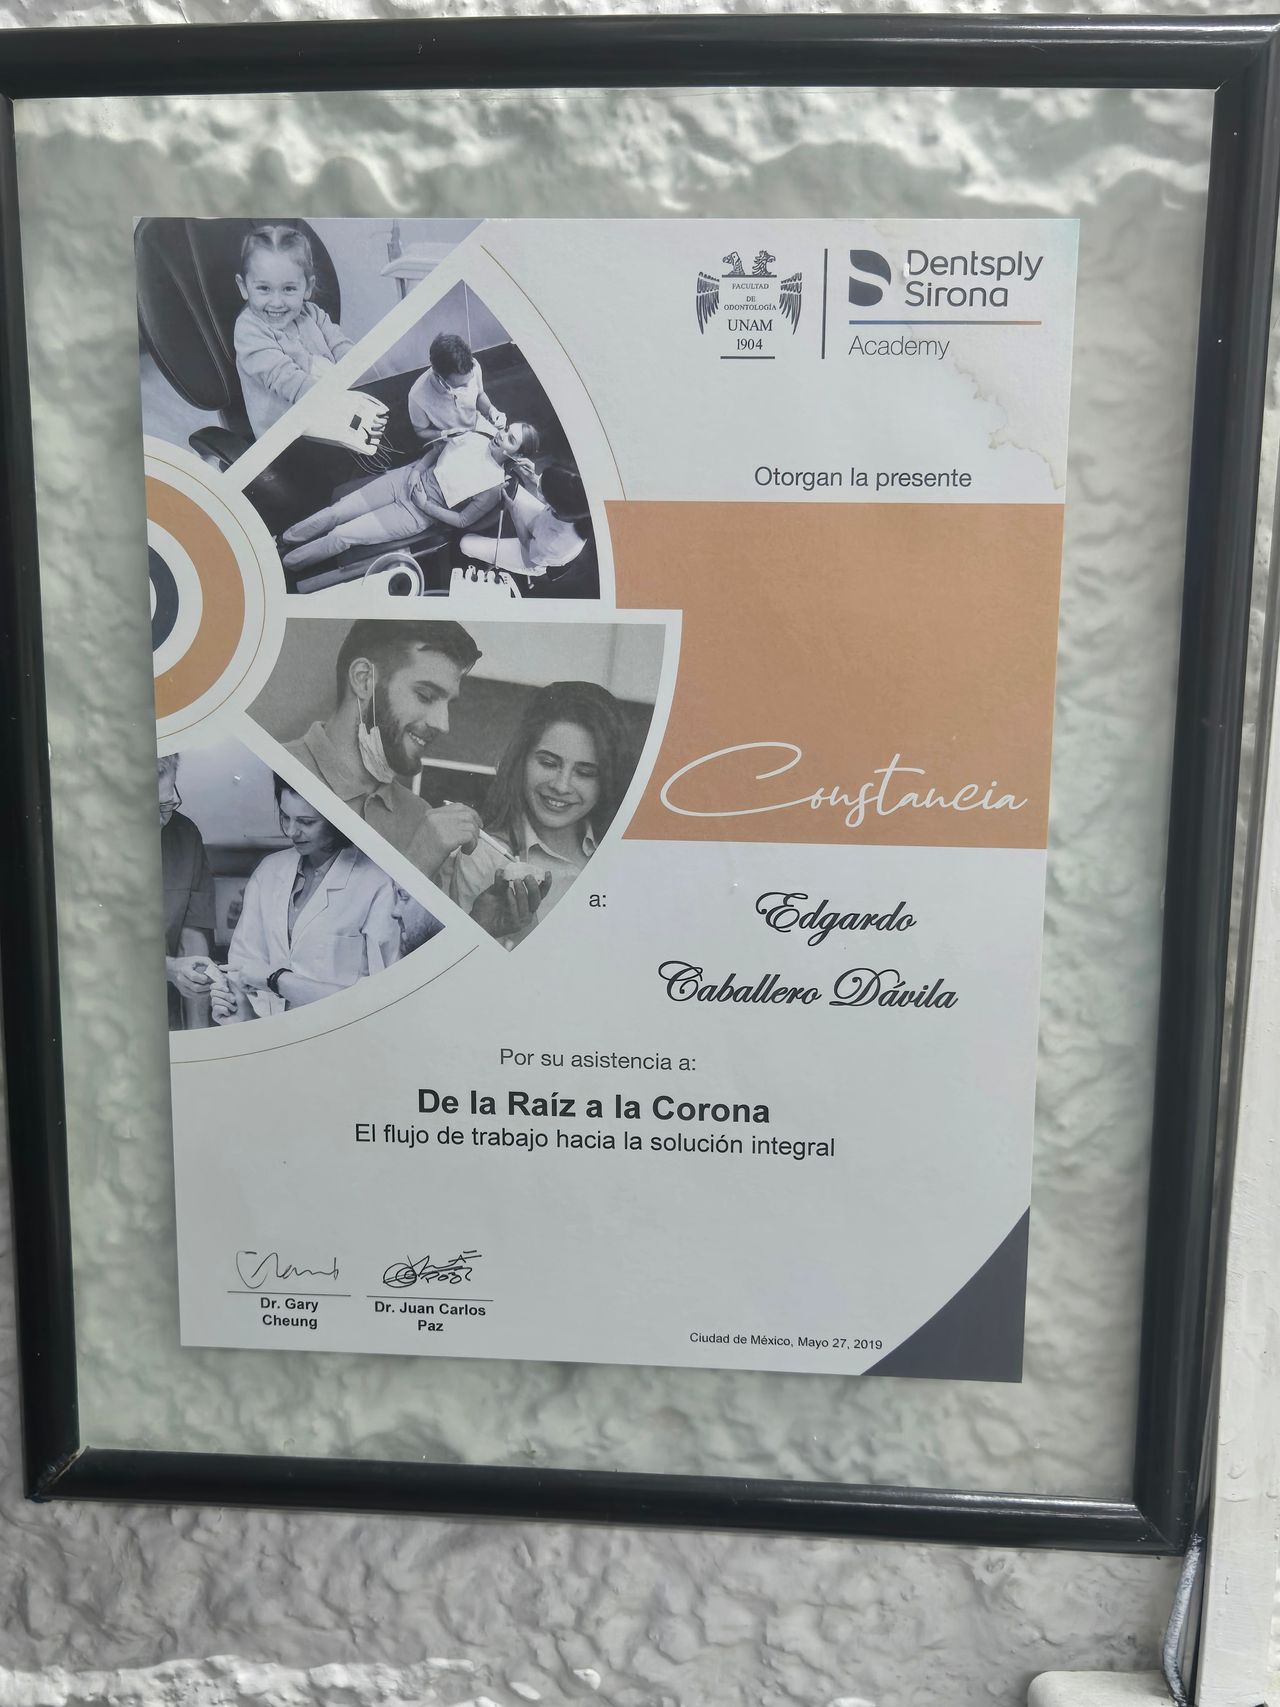 FACULTAD
DE
ODONTOLOGÍA
UNAM
1904
Dentsply
Sirona
Academy
Otorgan la presente
Constancia
a:
Edgardo
Caballero Dávila
Por su asistencia a:
De la Raíz a la Corona
El flujo de trabajo hacia la solución integral
Dr. Gary
Cheung
Dr. Juan Carlos
Paz
Ciudad de México, Mayo 27, 2019